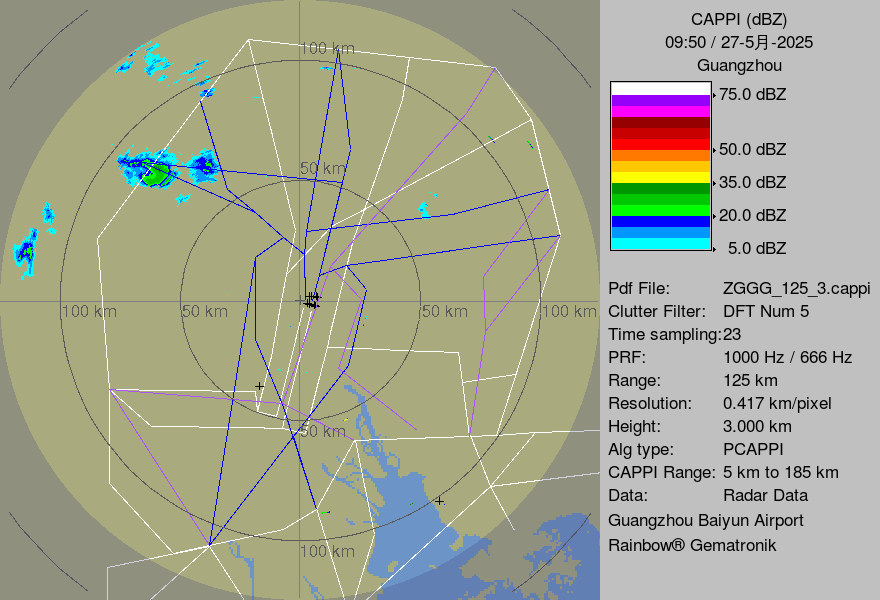 CAPPI (dBZ)
09:50 / 27-5月-2025
Guangzhou
75.0 dBZ
50.0 dBZ
35.0 dBZ
20.0 dBZ
5.0 dBZ
100 km
50 km
100 km
50 km
50 km
100 km
50 km
100 km
Pdf File: ZGGG_125_3.cappi
Clutter Filter: DFT Num 5
Time sampling:23
PRF: 1000 Hz / 666 Hz
Range: 125 km
Resolution: 0.417 km/pixel
Height: 3.000 km
Alg type: PCAPPI
CAPPI Range: 5 km to 185 km
Data: Radar Data
Guangzhou Baiyun Airport
Rainbow® Gematronik